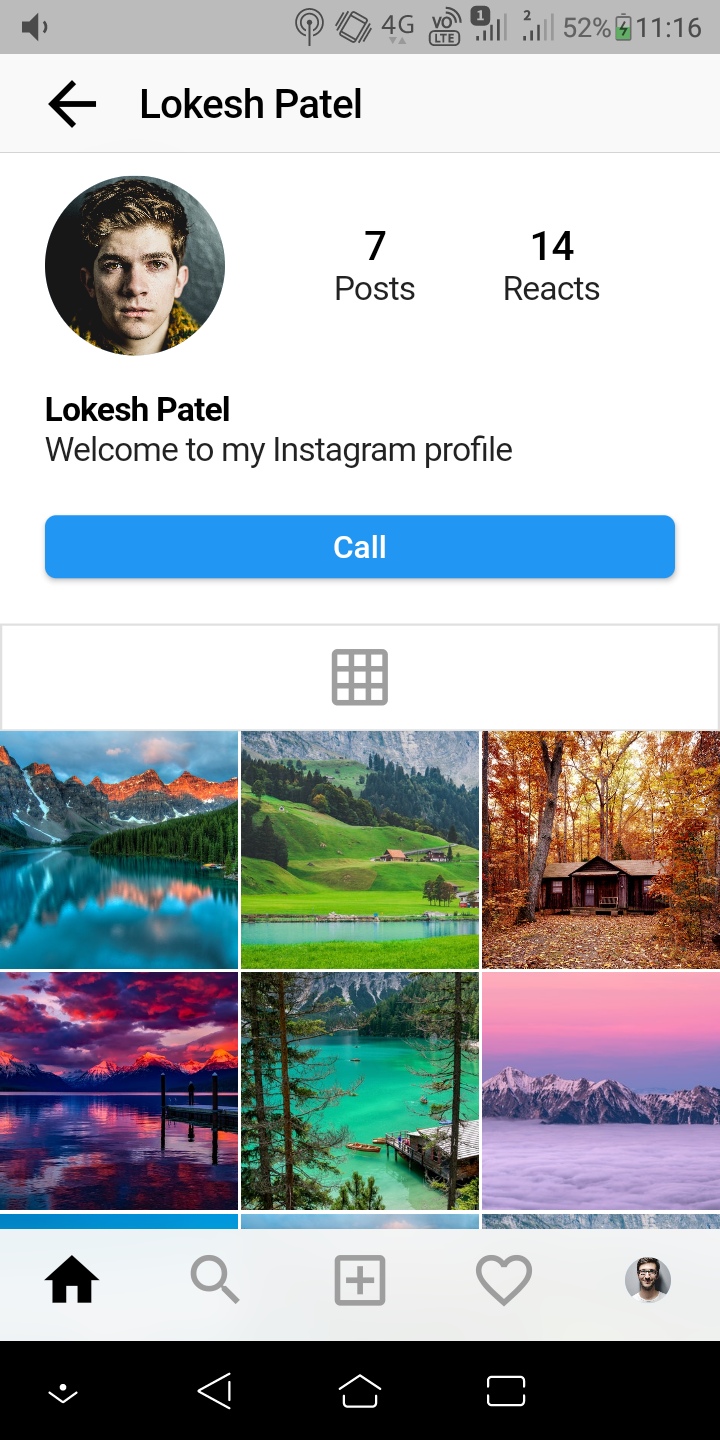 4G VO LTE 1 2 52% 11:16
Lokesh Patel
7 14
Posts Reacts
Lokesh Patel
Welcome to my Instagram profile
Call